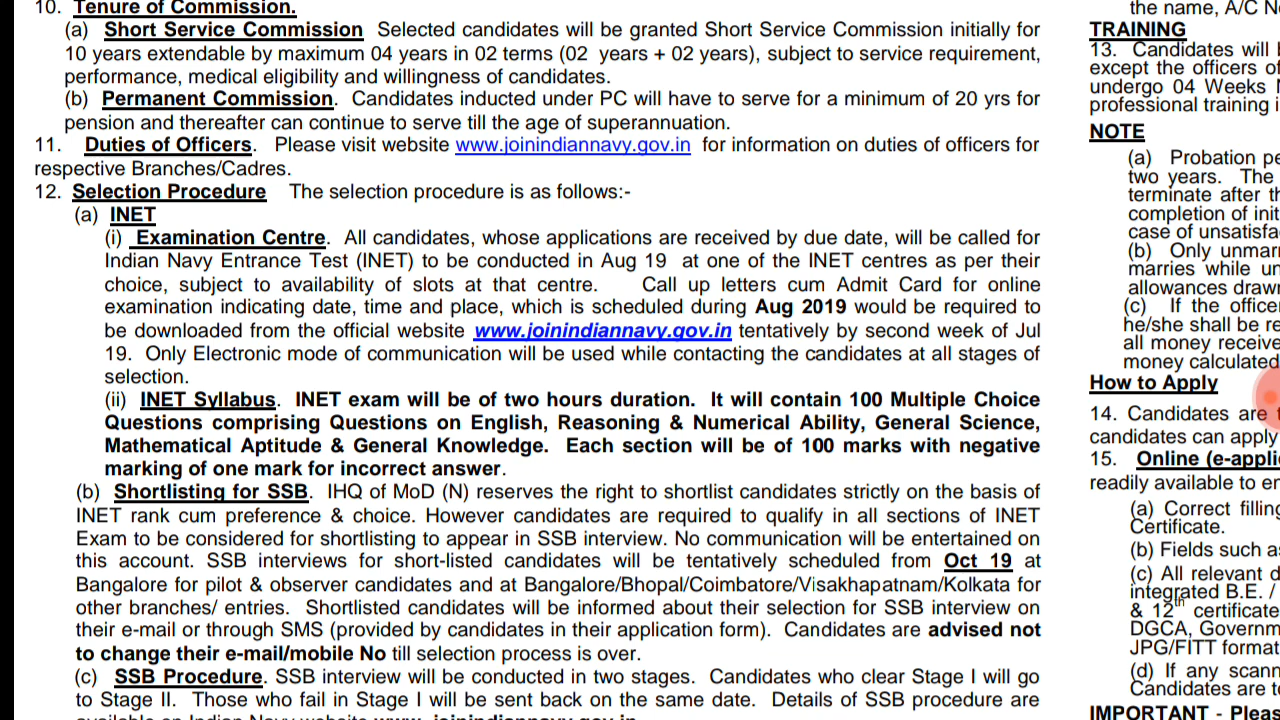 10. Tenure of Commission.
(a) Short Service Commission Selected candidates will be granted Short Service Commission initially for
10 years extendable by maximum 04 years in 02 terms (02 years + 02 years), subject to service requirement,
performance, medical eligibility and willingness of candidates.
(b) Permanent Commission. Candidates inducted under PC will have to serve for a minimum of 20 yrs for
pension and thereafter can continue to serve till the age of superannuation.
11. Duties of Officers. Please visit website www.joinindiannavy.gov.in for information on duties of officers for
respective Branches/Cadres.
12. Selection Procedure The selection procedure is as follows:-
(a) INET
(i) Examination Centre. All candidates, whose applications are received by due date, will be called for
Indian Navy Entrance Test (INET) to be conducted in Aug 19 at one of the INET centres as per their
choice, subject to availability of slots at that centre. Call up letters cum Admit Card for online
examination indicating date, time and place, which is scheduled during Aug 2019 would be required to
be downloaded from the official website www.joinindiannavy.gov.in tentatively by second week of Jul
19. Only Electronic mode of communication will be used while contacting the candidates at all stages of
selection.
(ii) INET Syllabus. INET exam will be of two hours duration. It will contain 100 Multiple Choice
Questions comprising Questions on English, Reasoning & Numerical Ability, General Science,
Mathematical Aptitude & General Knowledge. Each section will be of 100 marks with negative
marking of one mark for incorrect answer.
(b) Shortlisting for SSB. IHQ of MoD (N) reserves the right to shortlist candidates strictly on the basis of
INET rank cum preference & choice. However candidates are required to qualify in all sections of INET
Exam to be considered for shortlisting to appear in SSB interview. No communication will be entertained on
this account. SSB interviews for short-listed candidates will be tentatively scheduled from Oct 19 at
Bangalore for pilot & observer candidates and at Bangalore/Bhopal/Coimbatore/Visakhapatnam/Kolkata for
other branches/ entries. Shortlisted candidates will be informed about their selection for SSB interview on
their e-mail or through SMS (provided by candidates in their application form). Candidates are advised not
to change their e-mail/mobile No till selection process is over.
(c) SSB Procedure. SSB interview will be conducted in two stages. Candidates who clear Stage I will go
to Stage II. Those who fail in Stage I will be sent back on the same date. Details of SSB procedure are
the name, A/C
TRAINING
13. Candidates will
except the officers of
undergo 04 Weeks
professional training i
NOTE
(a) Probation
two years. The
terminate after
completion of
case of
(b) Only
marries while
allowances
(c) If the
he/she shall be
all money
money calculated
How to Apply
14. Candidates are
candidates can apply
15. Online
readily available to
(a) Correct filling
Certificate.
(b) Fields such
(c) All relevant
integrated B.E. /
& 12th certificate
DGCA,
JPG/FITT format
(d) If any
Candidates are
IMPORTANT -